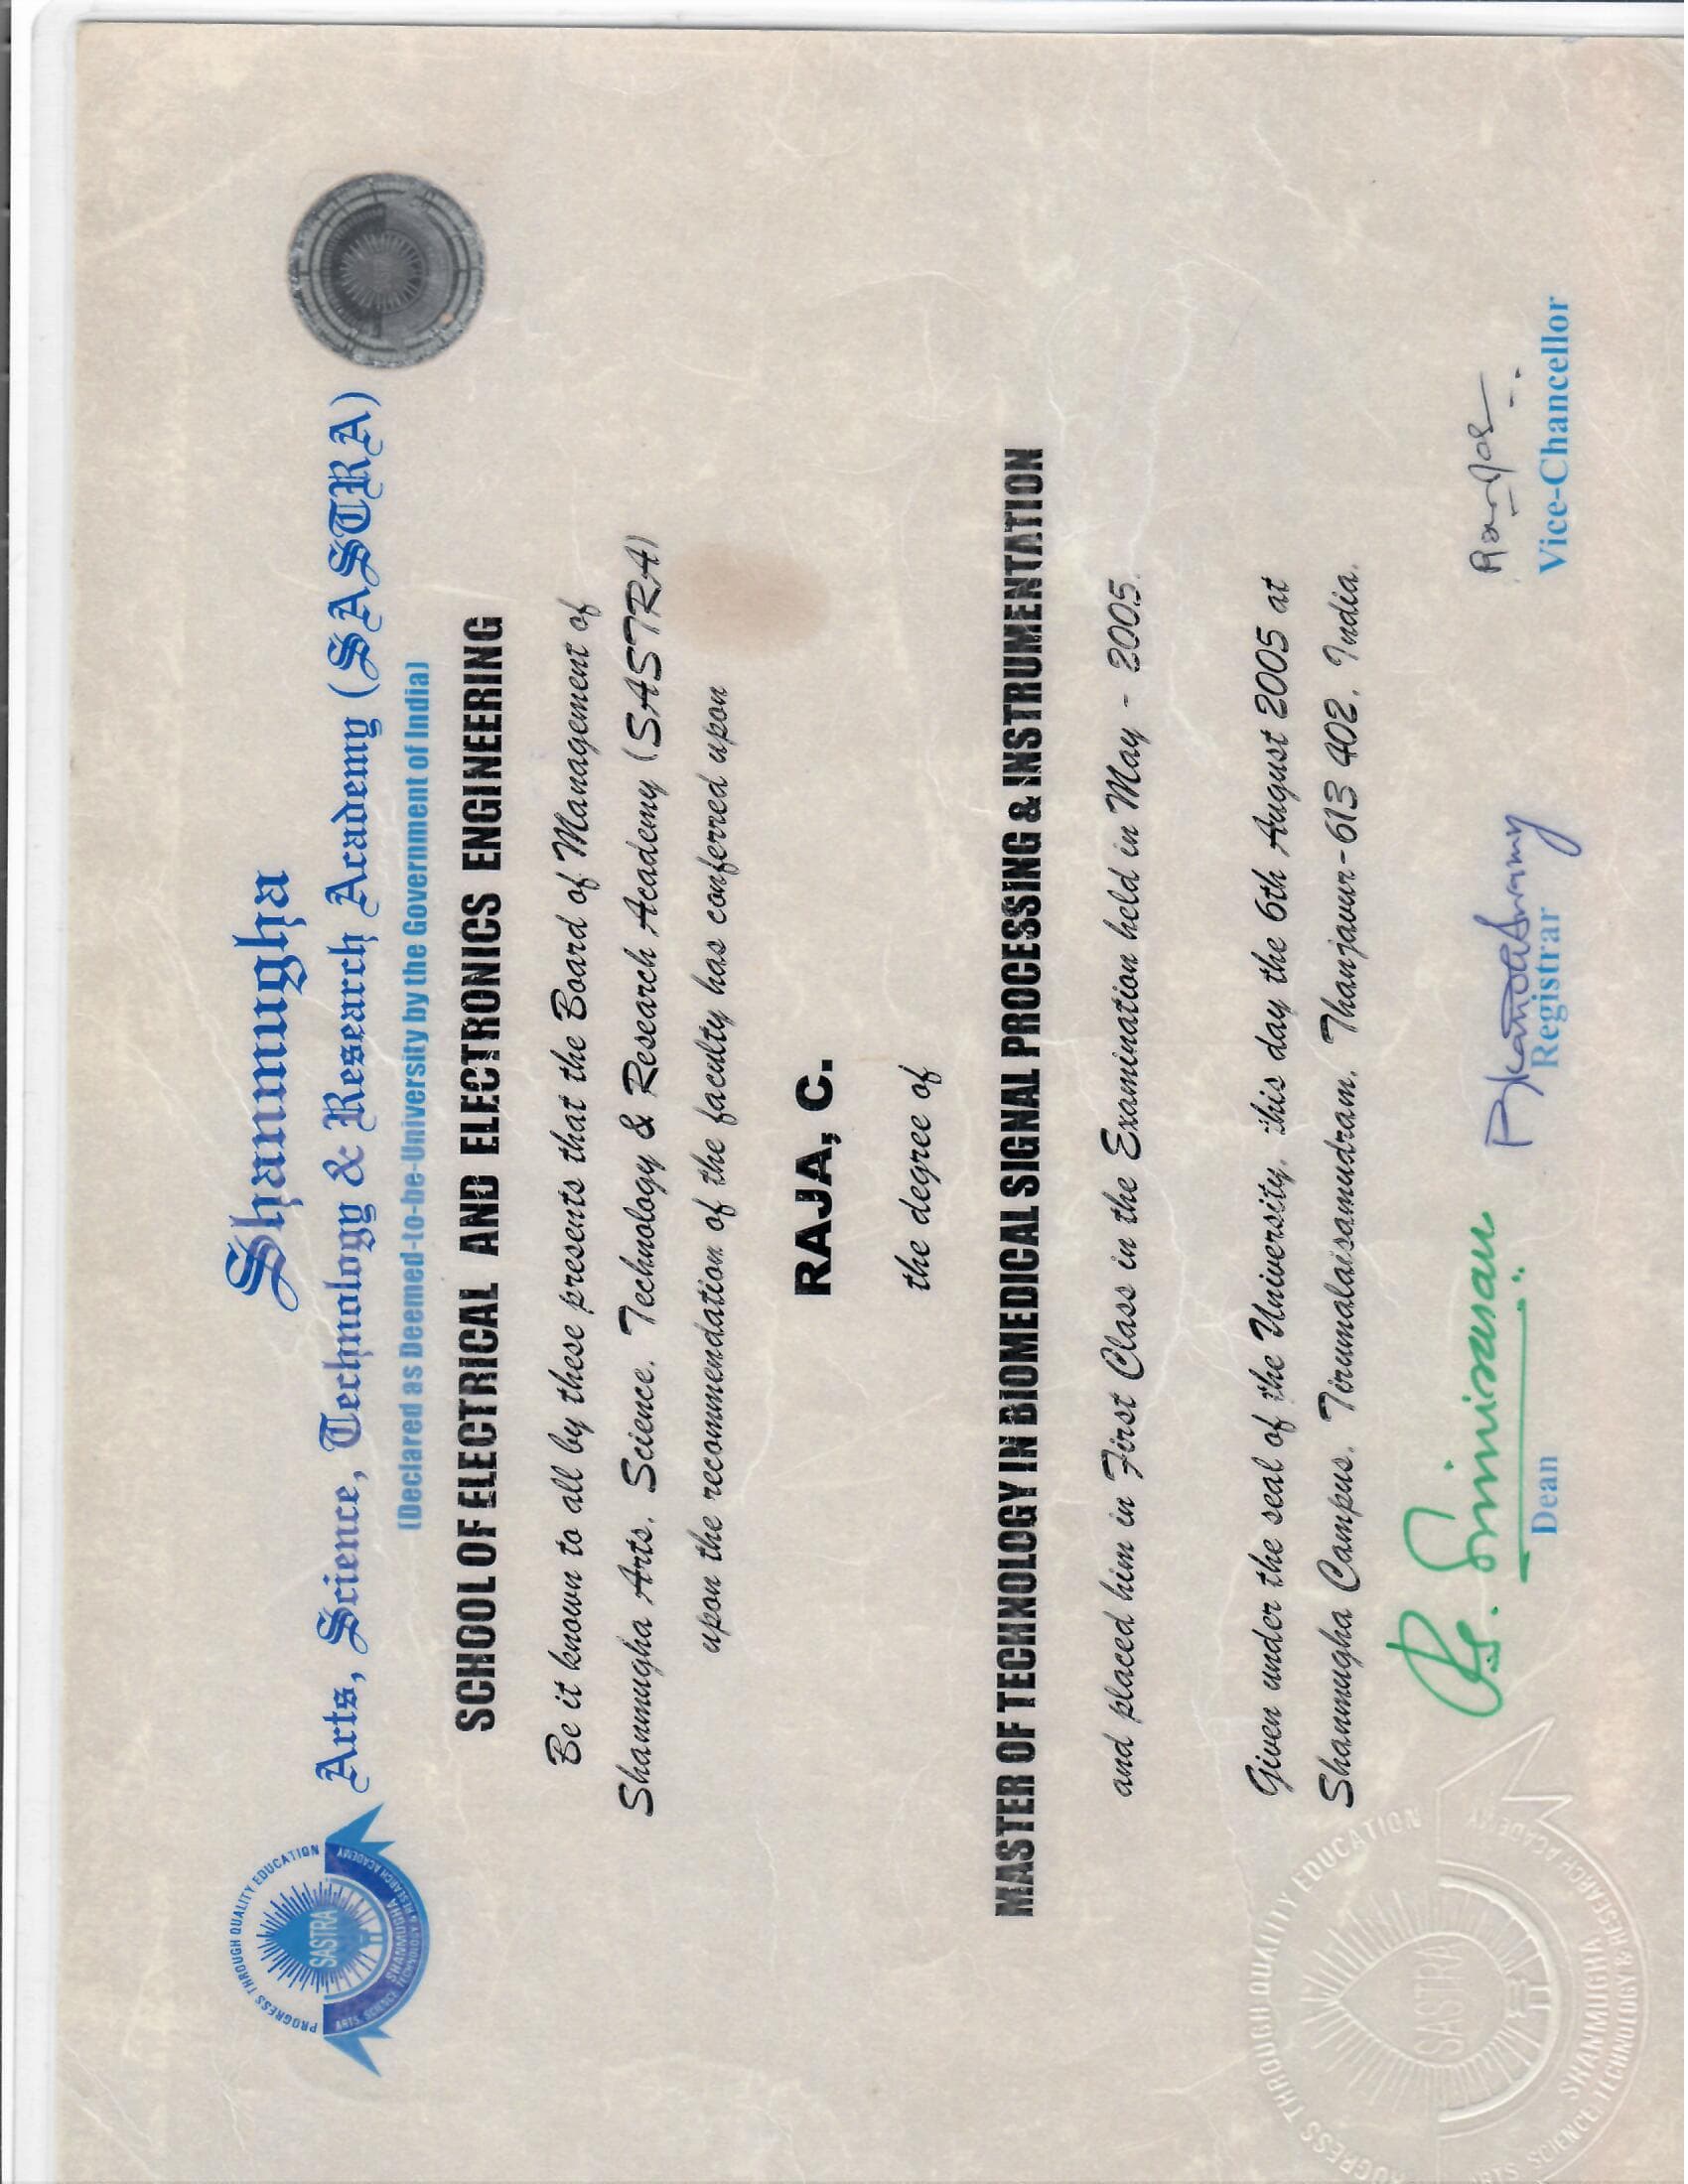 Shanmugha
Arts, Science, Technology & Research Academy (SASTRA)
(Declared as Deemed-to-be-University by the Government of India)
SCHOOL OF ELECTRICAL AND ELECTRONICS ENGINEERING
Be it known to all by these presents that the Board of Management of
Shanmugha Arts, Science, Technology & Research Academy (SASTRA)
upon the recommendation of the faculty has conferred upon
RAJA, C.
the degree of
MASTER OF TECHNOLOGY IN BIOMEDICAL SIGNAL PROCESSING & INSTRUMENTATION
and placed him in First Class in the Examination held in May - 2005.
Given under the seal of the University, this day the 6th August 2005 at
Shanmugha Campus, Tirumalaisamudram, Thanjavur-613 402, India.
Dean
Registrar
Vice-Chancellor
PROGRESS THROUGH QUALITY EDUCATION
SASTRA
SHANMUGHA
ARTS, SCIENCE, TECHNOLOGY & RESEARCH ACADEMY
PROGRESS THROUGH QUALITY EDUCATION
SASTRA
SHANMUGHA
ARTS, SCIENCE, TECHNOLOGY & RESEARCH ACADEMY